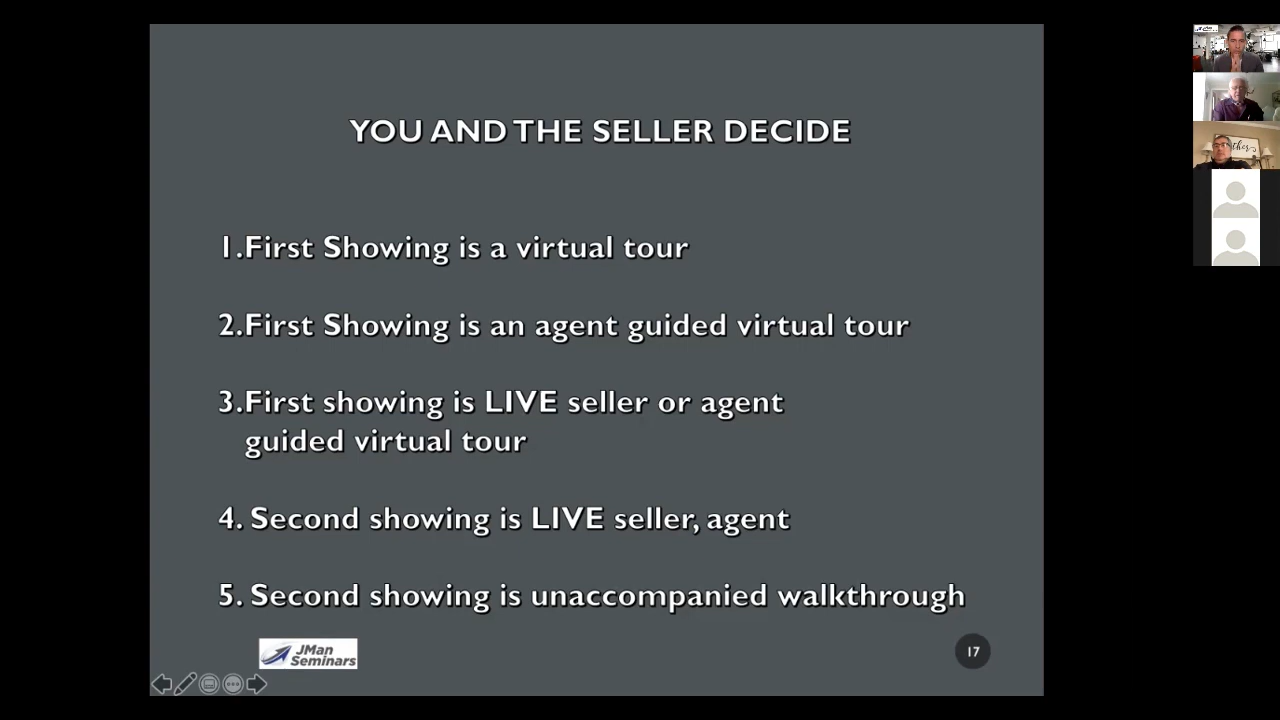 YOU AND THE SELLER DECIDE
1.First Showing is a virtual tour
2.First Showing is an agent guided virtual tour
3.First showing is LIVE seller or agent
guided virtual tour
4. Second showing is LIVE seller, agent
5. Second showing is unaccompanied walkthrough
JMan
Seminars
17